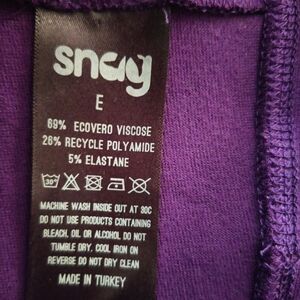 snag
E
69% ECOVERO VISCOSE
26% RECYCLE POLYAMIDE
5% ELASTANE
30°
MACHINE WASH INSIDE OUT AT 30C
DO NOT USE PRODUCTS CONTAINING
BLEACH, OIL OR ALCOHOL DO NOT
TUMBLE DRY. COOL IRON ON
REVERSE DO NOT DRY CLEAN
MADE IN TURKEY